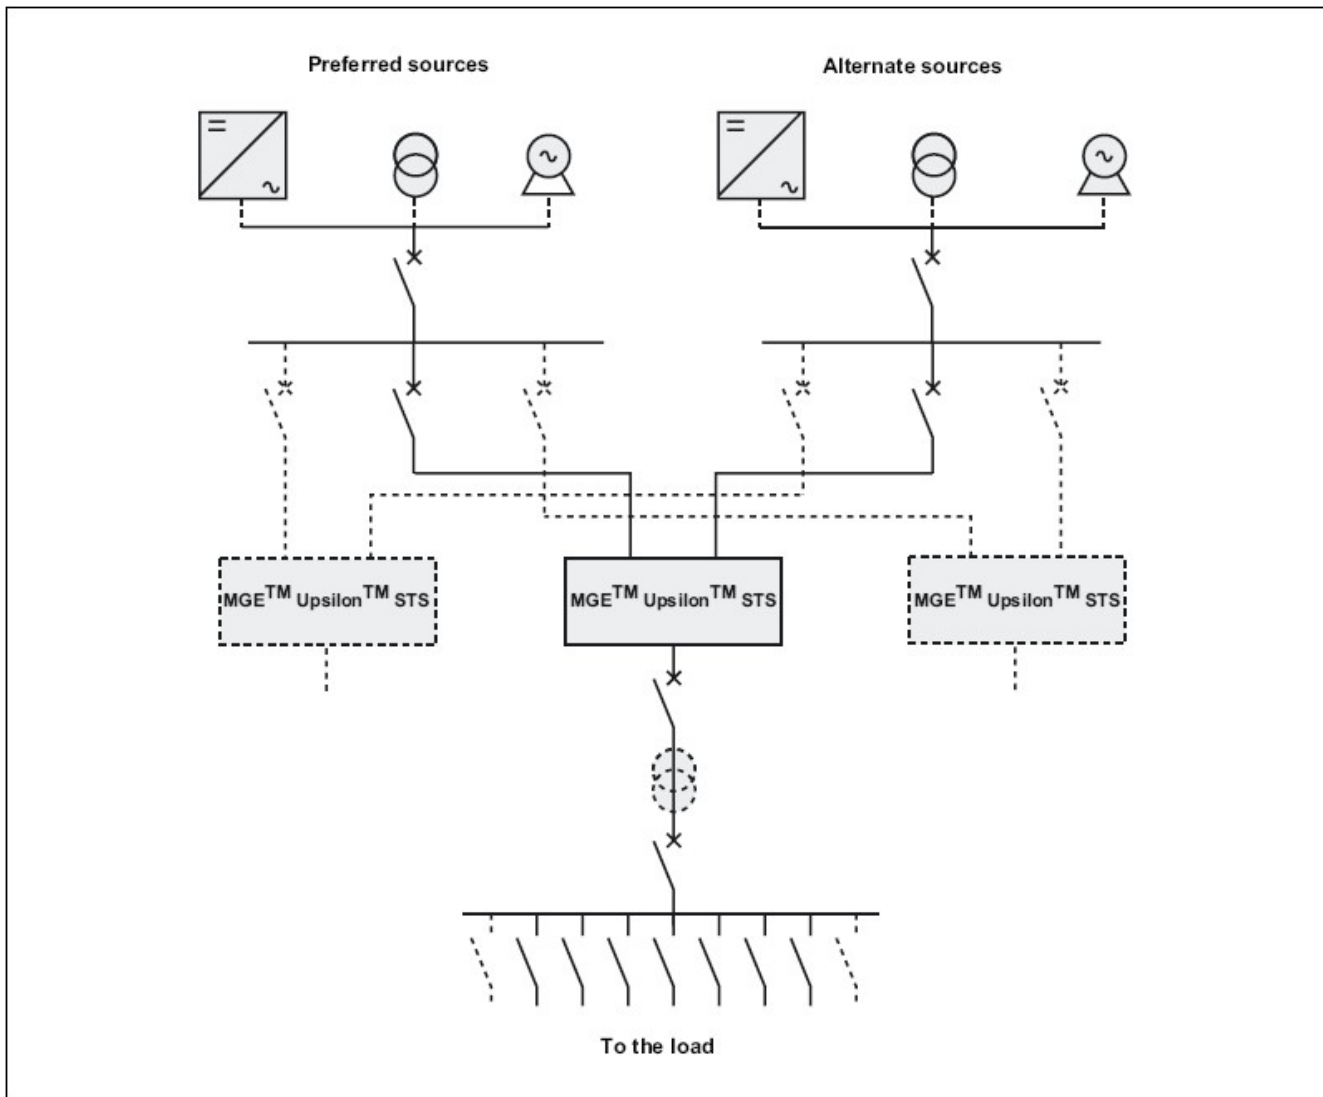 Preferred sources
Alternate sources
MGE™ Upsilon™ STS
MGE™ Upsilon™ STS
MGE™ Upsilon™ STS
To the load